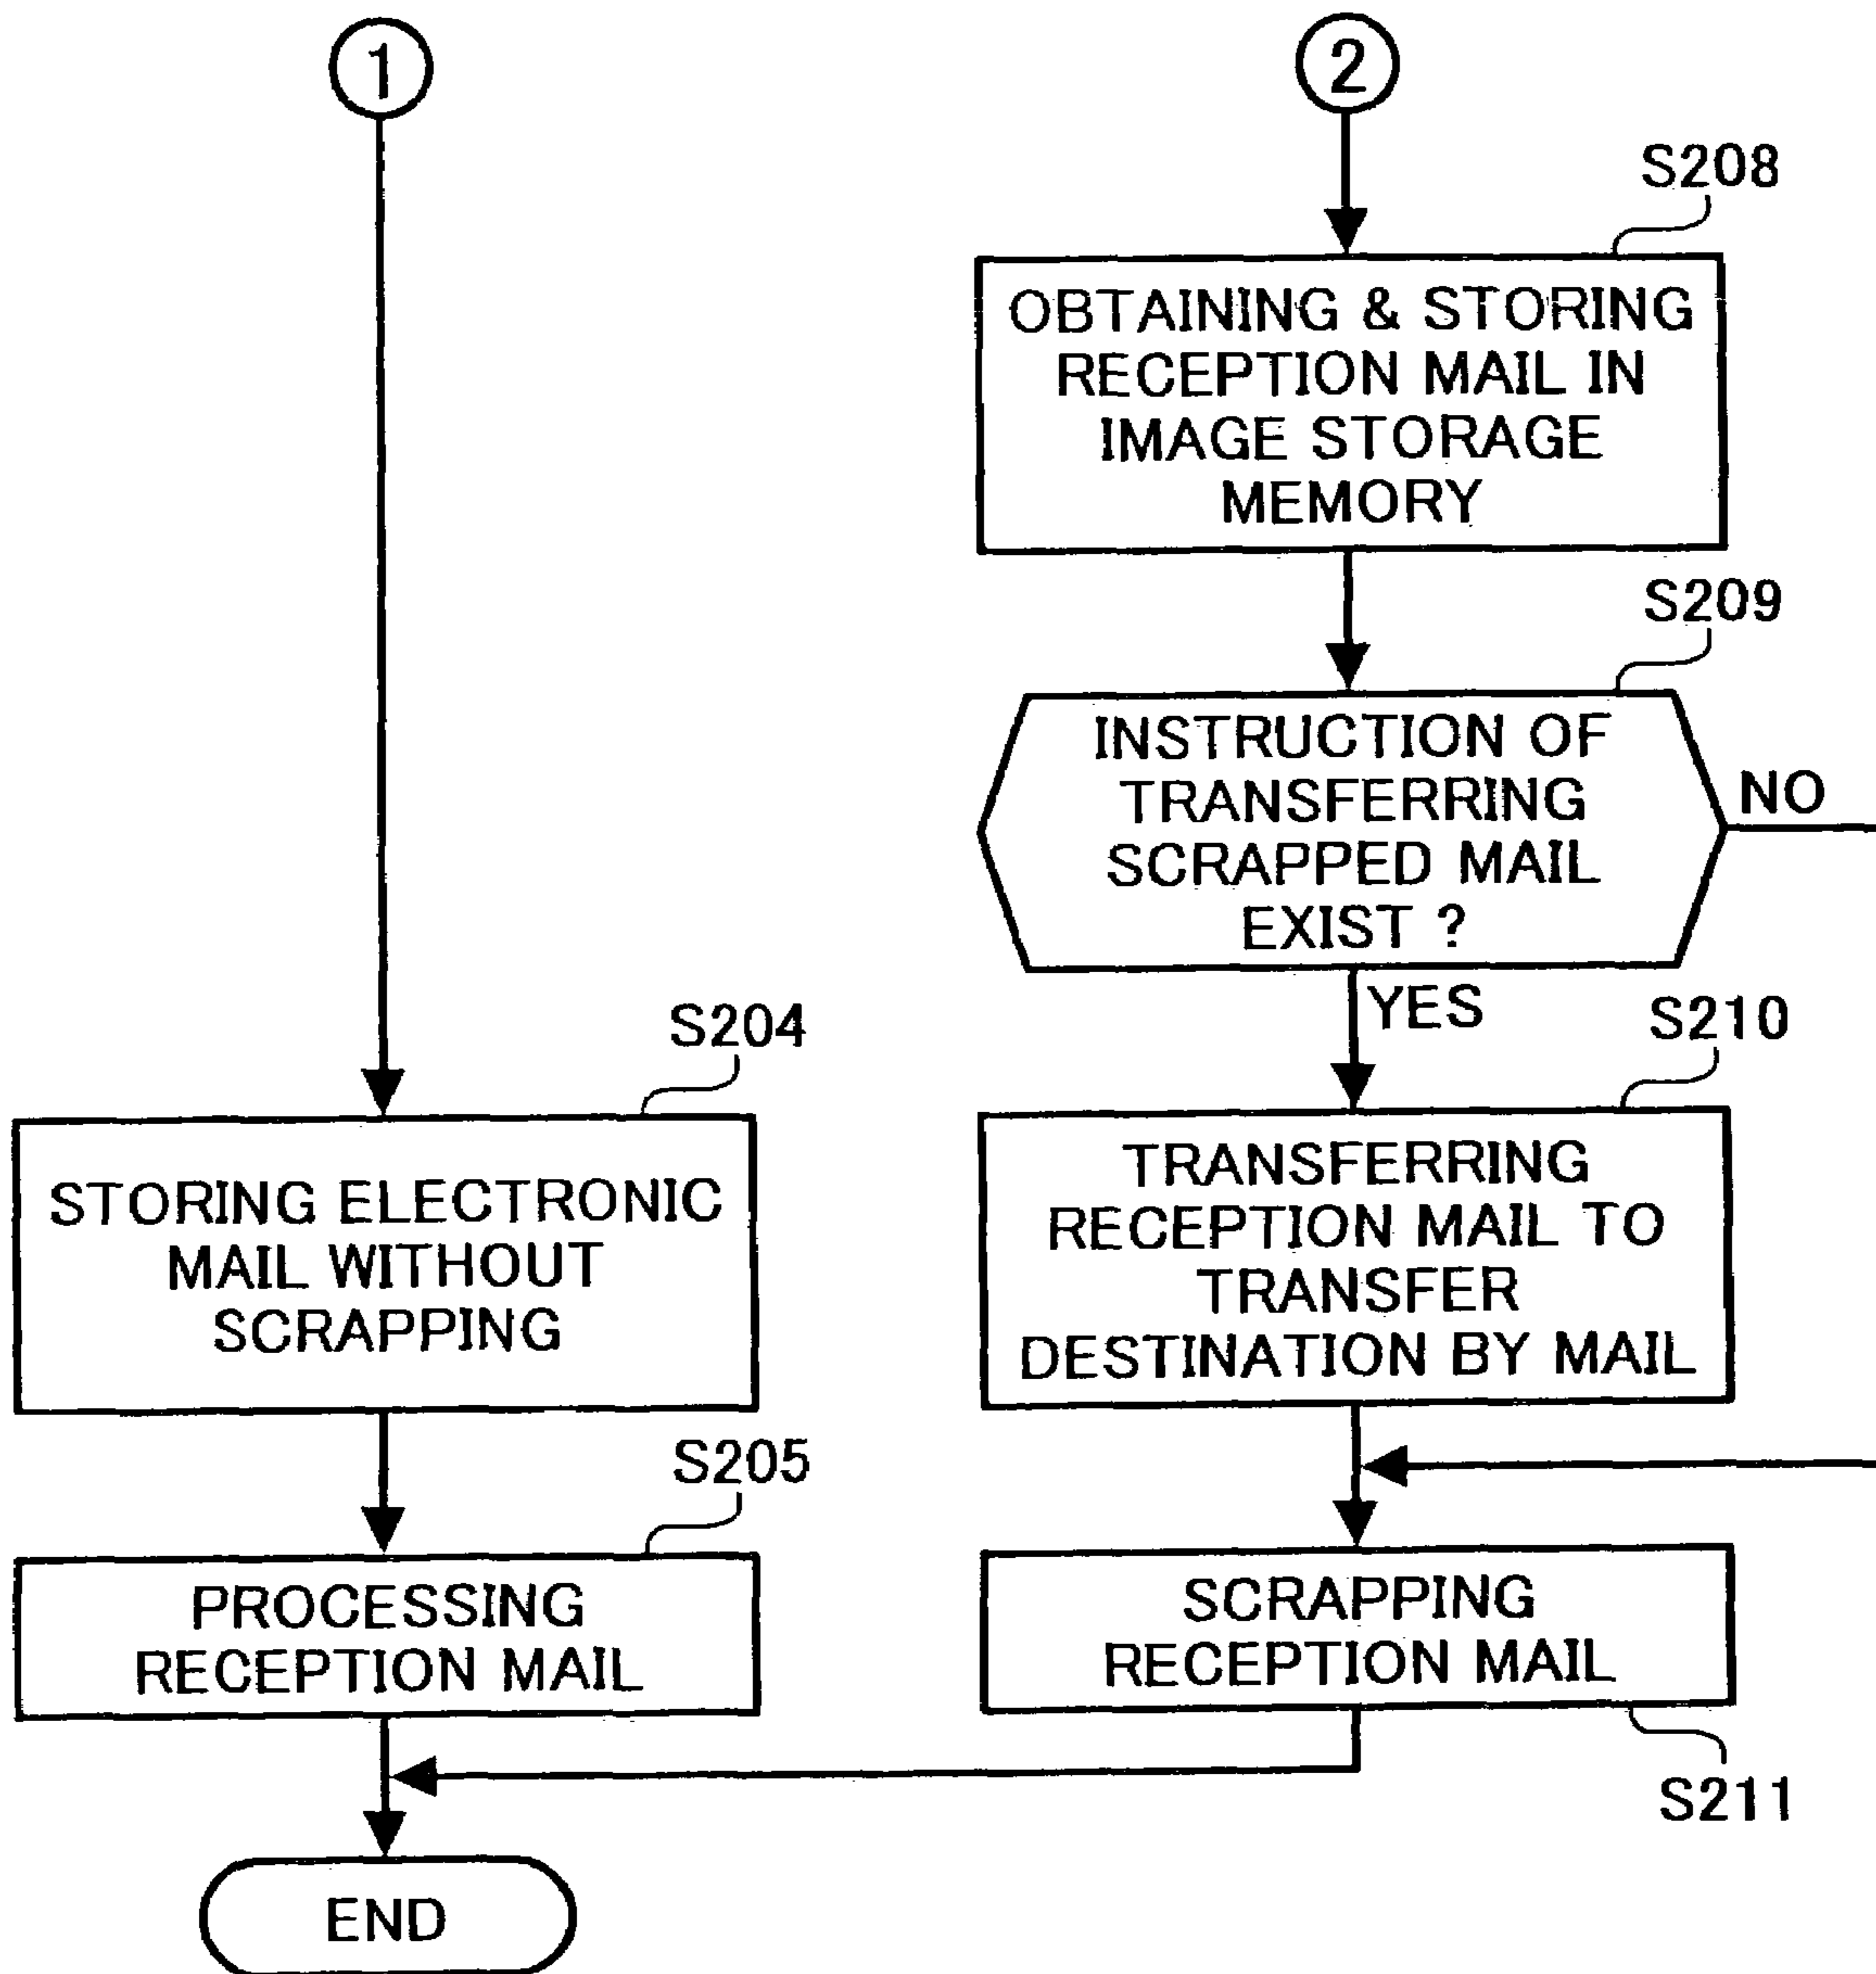 1
S204
STORING ELECTRONIC
MAIL WITHOUT
SCRAPPING
S205
PROCESSING
RECEPTION MAIL
END
2
S208
OBTAINING & STORING
RECEPTION MAIL IN
IMAGE STORAGE
MEMORY
S209
INSTRUCTION OF
TRANSFERRING
SCRAPPED MAIL
EXIST ?
NO
YES
S210
TRANSFERRING
RECEPTION MAIL TO
TRANSFER
DESTINATION BY MAIL
SCRAPPING
RECEPTION MAIL
S211